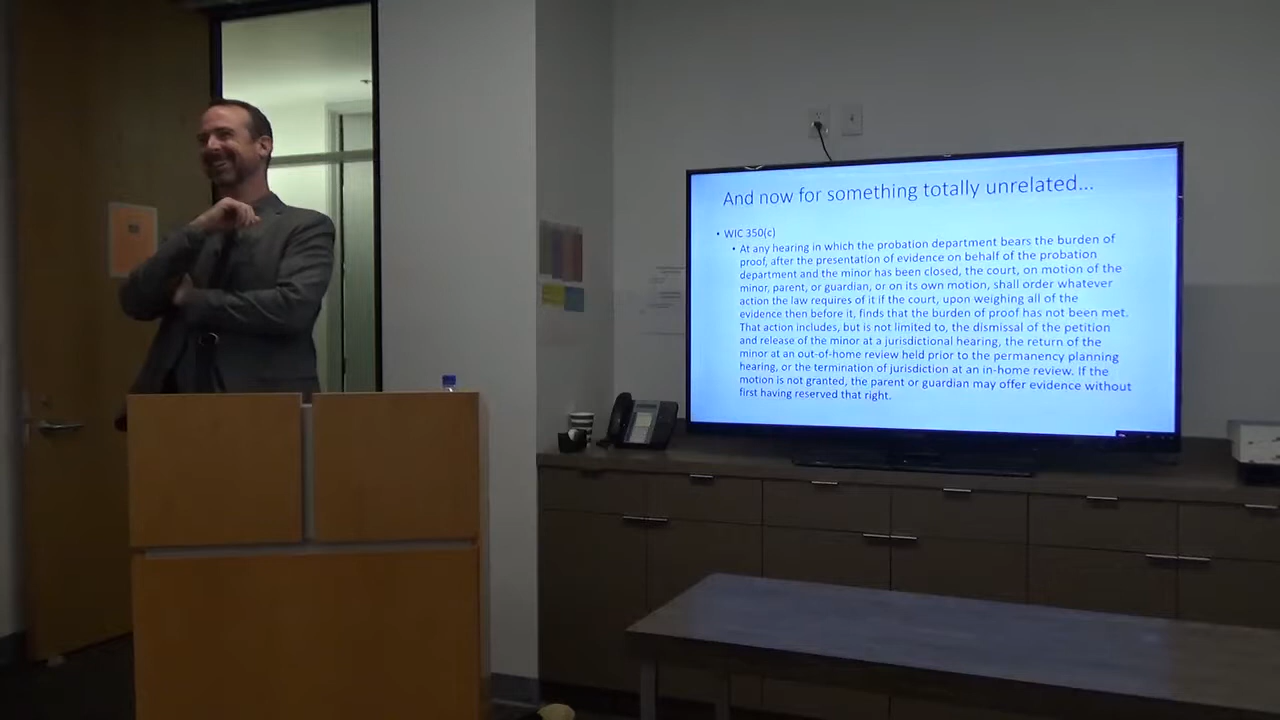 And now for something totally unrelated...
• WIC 350(c)
• At any hearing in which the probation department bears the burden of
proof, after the presentation of evidence on behalf of the probation
department and the minor has been closed, the court, on motion of the
minor, parent, or guardian, or on its own motion, shall order whatever
action the law requires of it if the court, upon weighing all of the
evidence then before it, finds that the burden of proof has not been met.
That action includes, but is not limited to, the dismissal of the petition
and release of the minor at a jurisdictional hearing, the return of the
minor at an out-of-home review held prior to the permanency planning
hearing, or the termination of jurisdiction at an in-home review. If the
motion is not granted, the parent or guardian may offer evidence without
first having reserved that right.